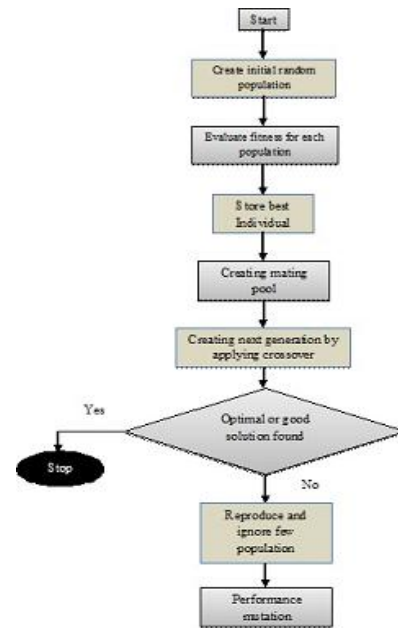 Start
Create initial random
population
Evaluate fitness for each
population
Store best
Individual
Creating mating
pool
Creating next generation by
applying crossover
Yes
Optimal or good
solution found
Stop
No
Reproduce and
ignore few
population
Performance
mutation